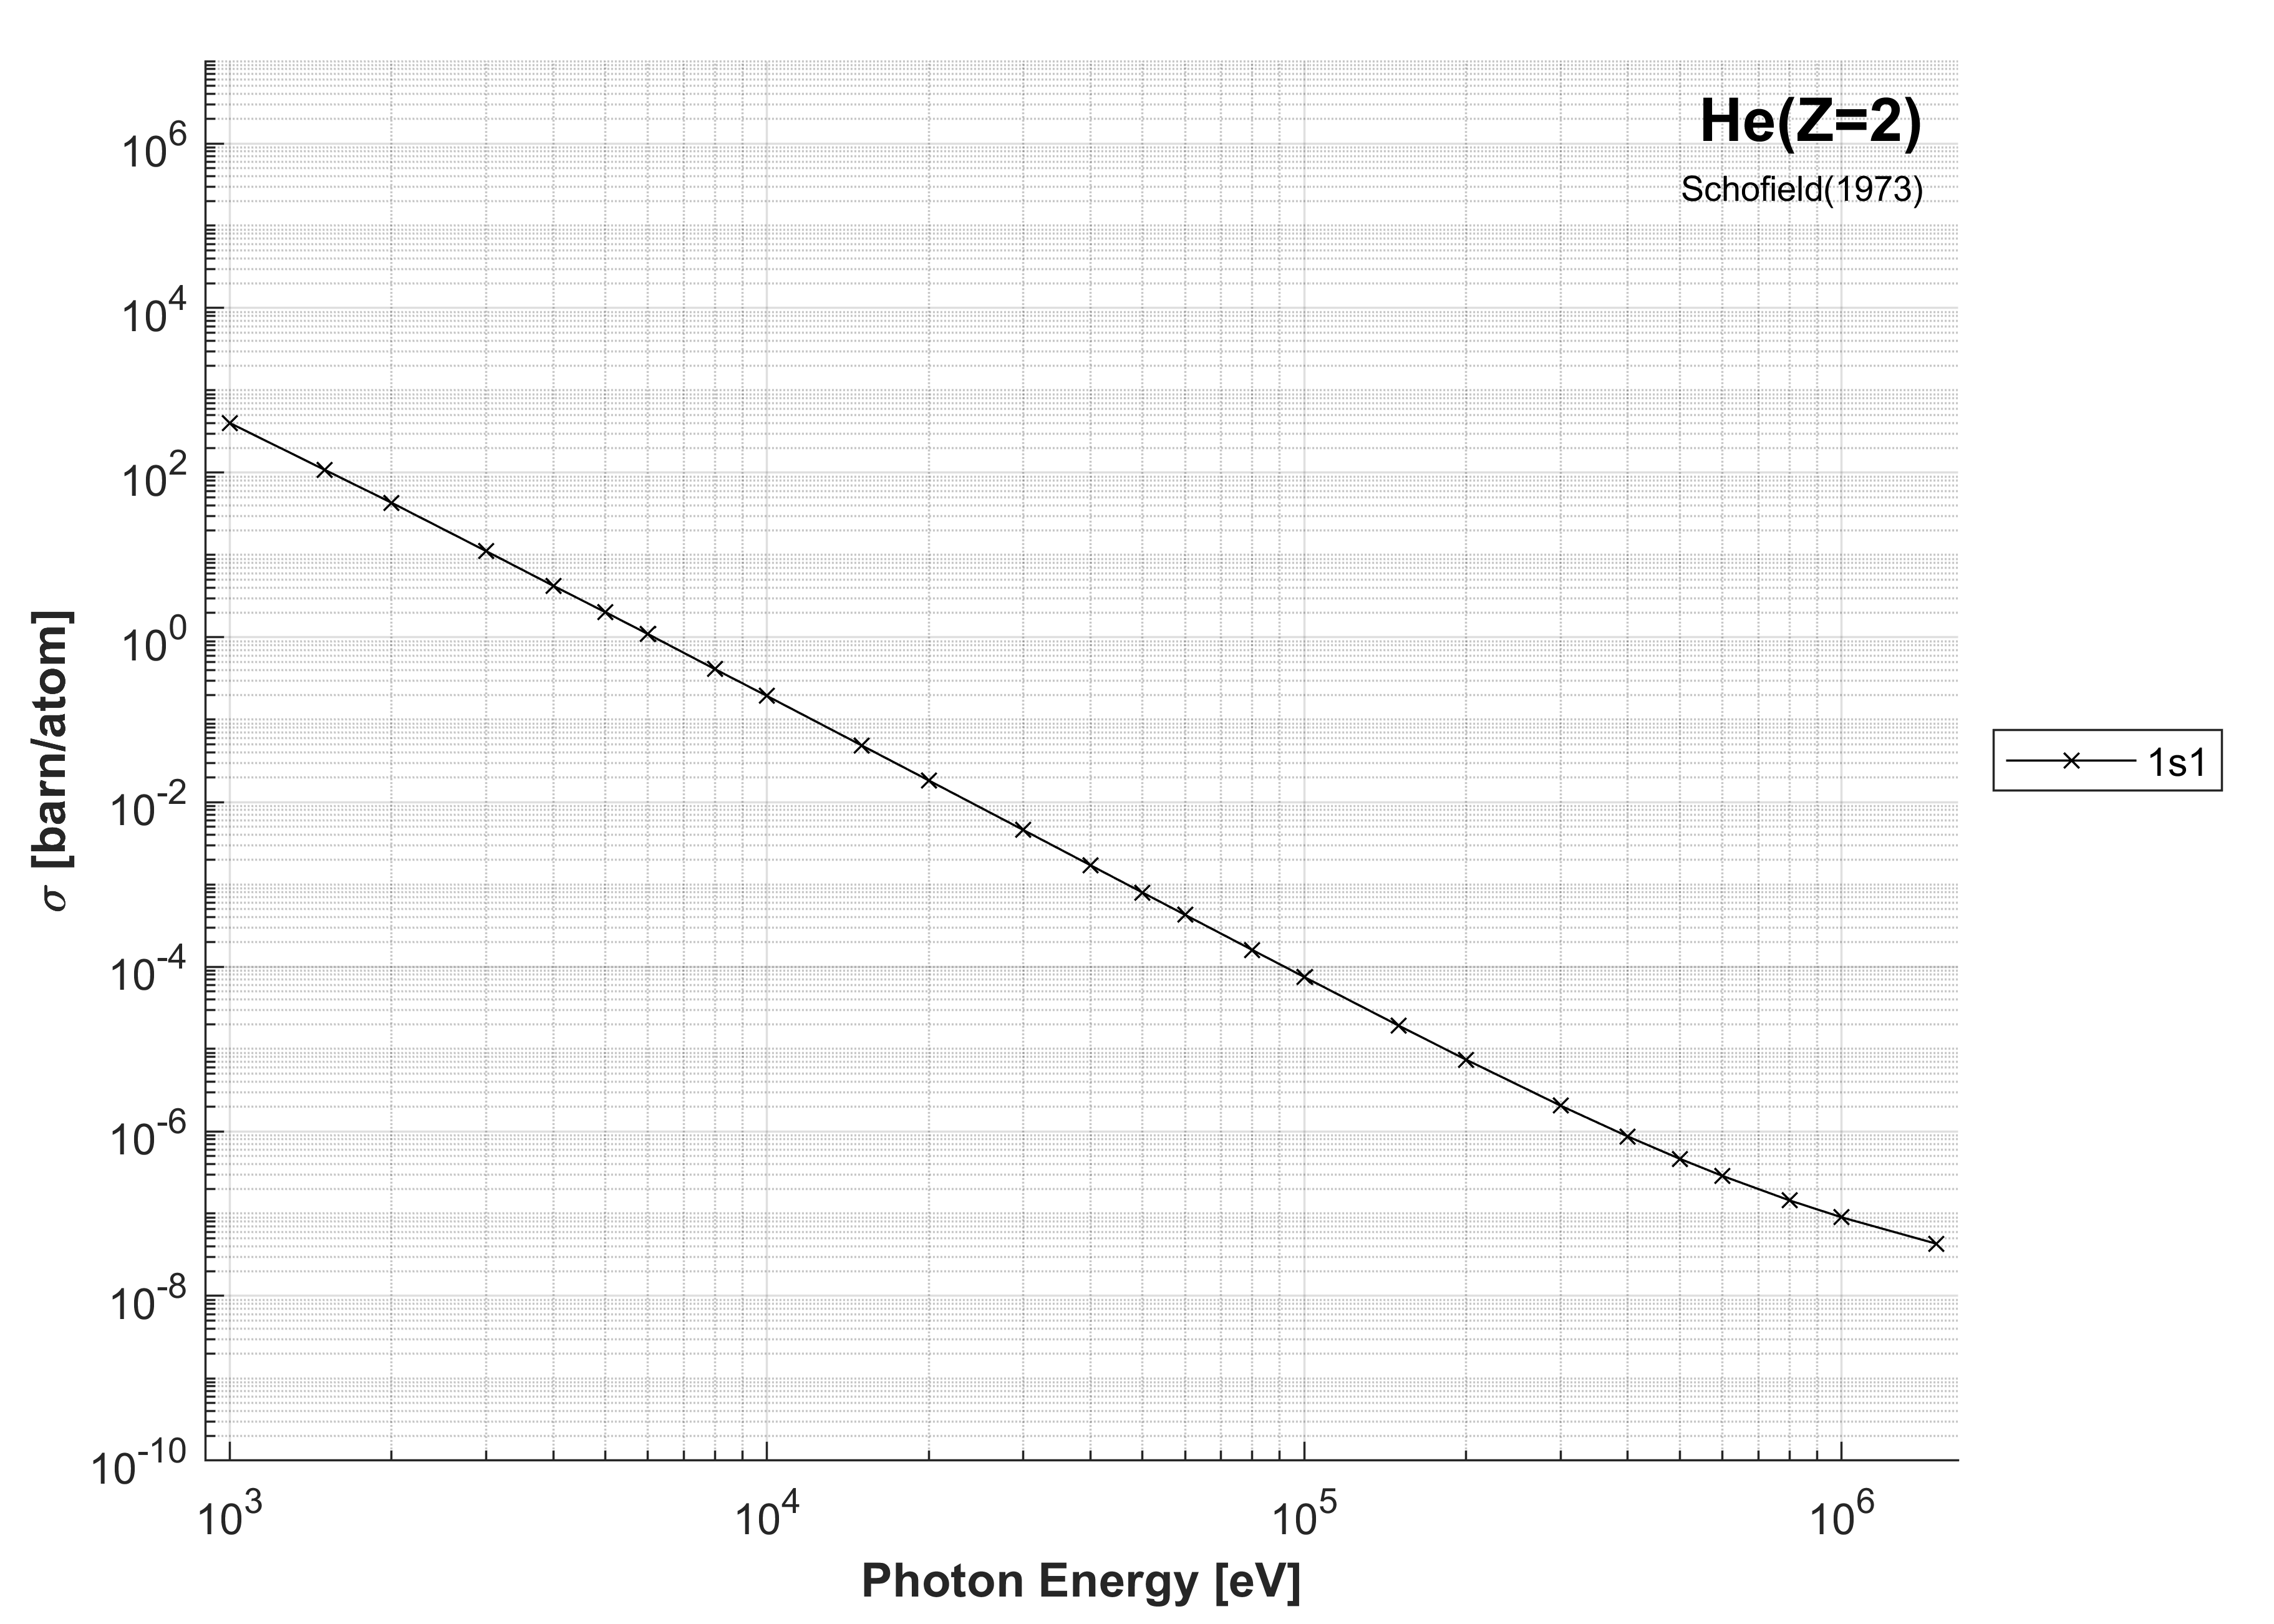 He(Z=2)
Schofield(1973)
10^6
10^4
10^2
10^0
10^-2
10^-4
10^-6
10^-8
10^-10
σ [barn/atom]
1s1
10^3 10^4 10^5 10^6
Photon Energy [eV]